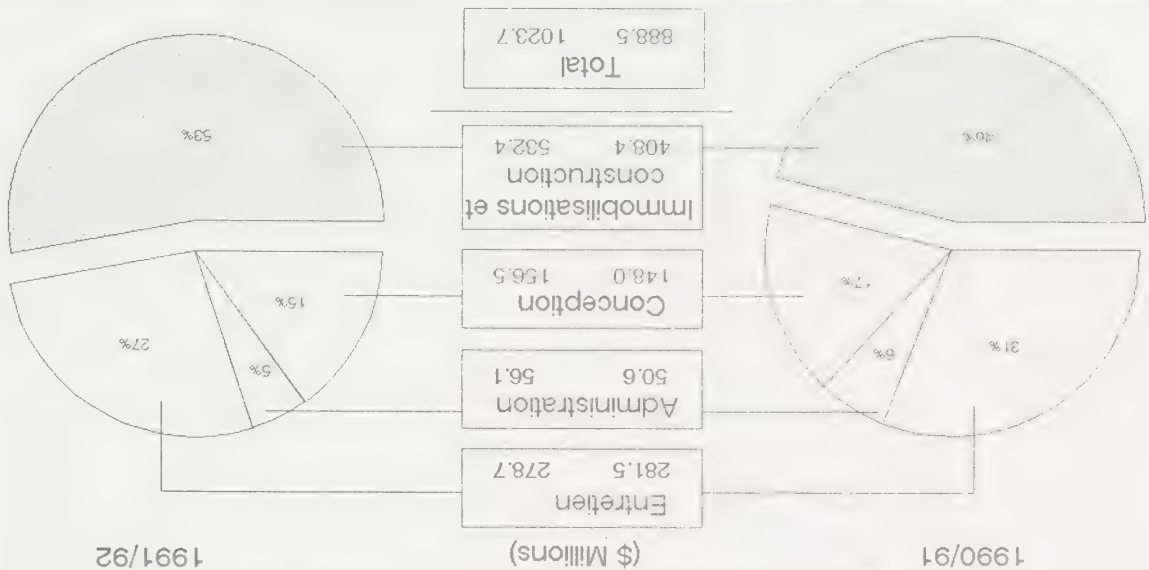 1990/91
($ Millions)
1991/92
Entretien
281.5 278.7
Administration
50.6 56.1
Conception
148.0 156.5
Immobilisations et
construction
408.4 532.4
Total
888.5 1023.7
31%
6%
17%
46%
5%
27%
15%
53%